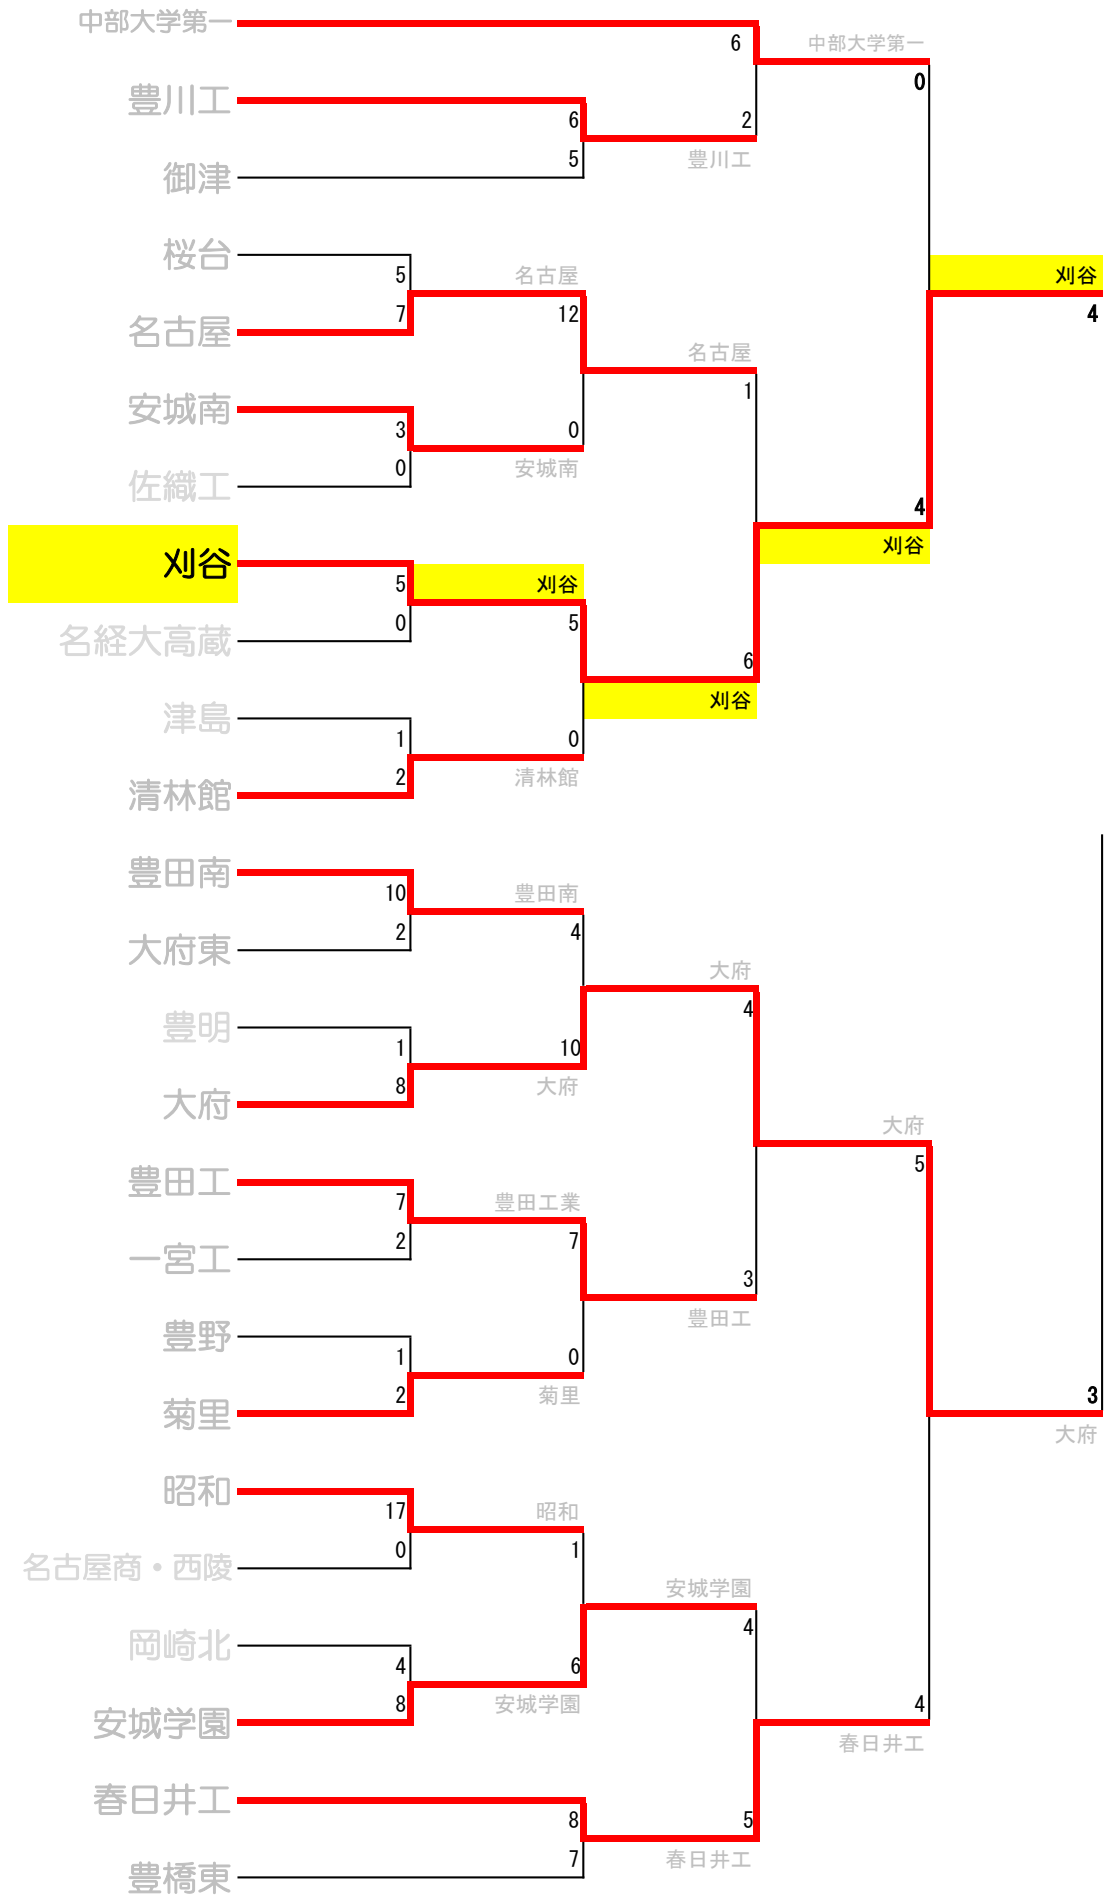 中部大学第一
6
中部大学第一
0
豊川工
6
2
豊川工
御津
5
桜台
5
名古屋
12
刈谷
4
名古屋
7
名古屋
1
安城南
3
0
安城南
佐織工
0
4
刈谷
刈谷
5
刈谷
5
名経大高蔵
0
6
刈谷
津島
1
0
清林館
清林館
2
豊田南
10
豊田南
4
大府東
2
大府
4
豊明
1
10
大府
大府
8
大府
5
豊田工
7
豊田工業
7
一宮工
2
3
豊田工
豊野
1
0
菊里
菊里
2
3
大府
昭和
17
昭和
1
名古屋商・西陵
0
安城学園
4
岡崎北
4
6
安城学園
安城学園
8
4
春日井工
春日井工
8
5
春日井工
豊橋東
7